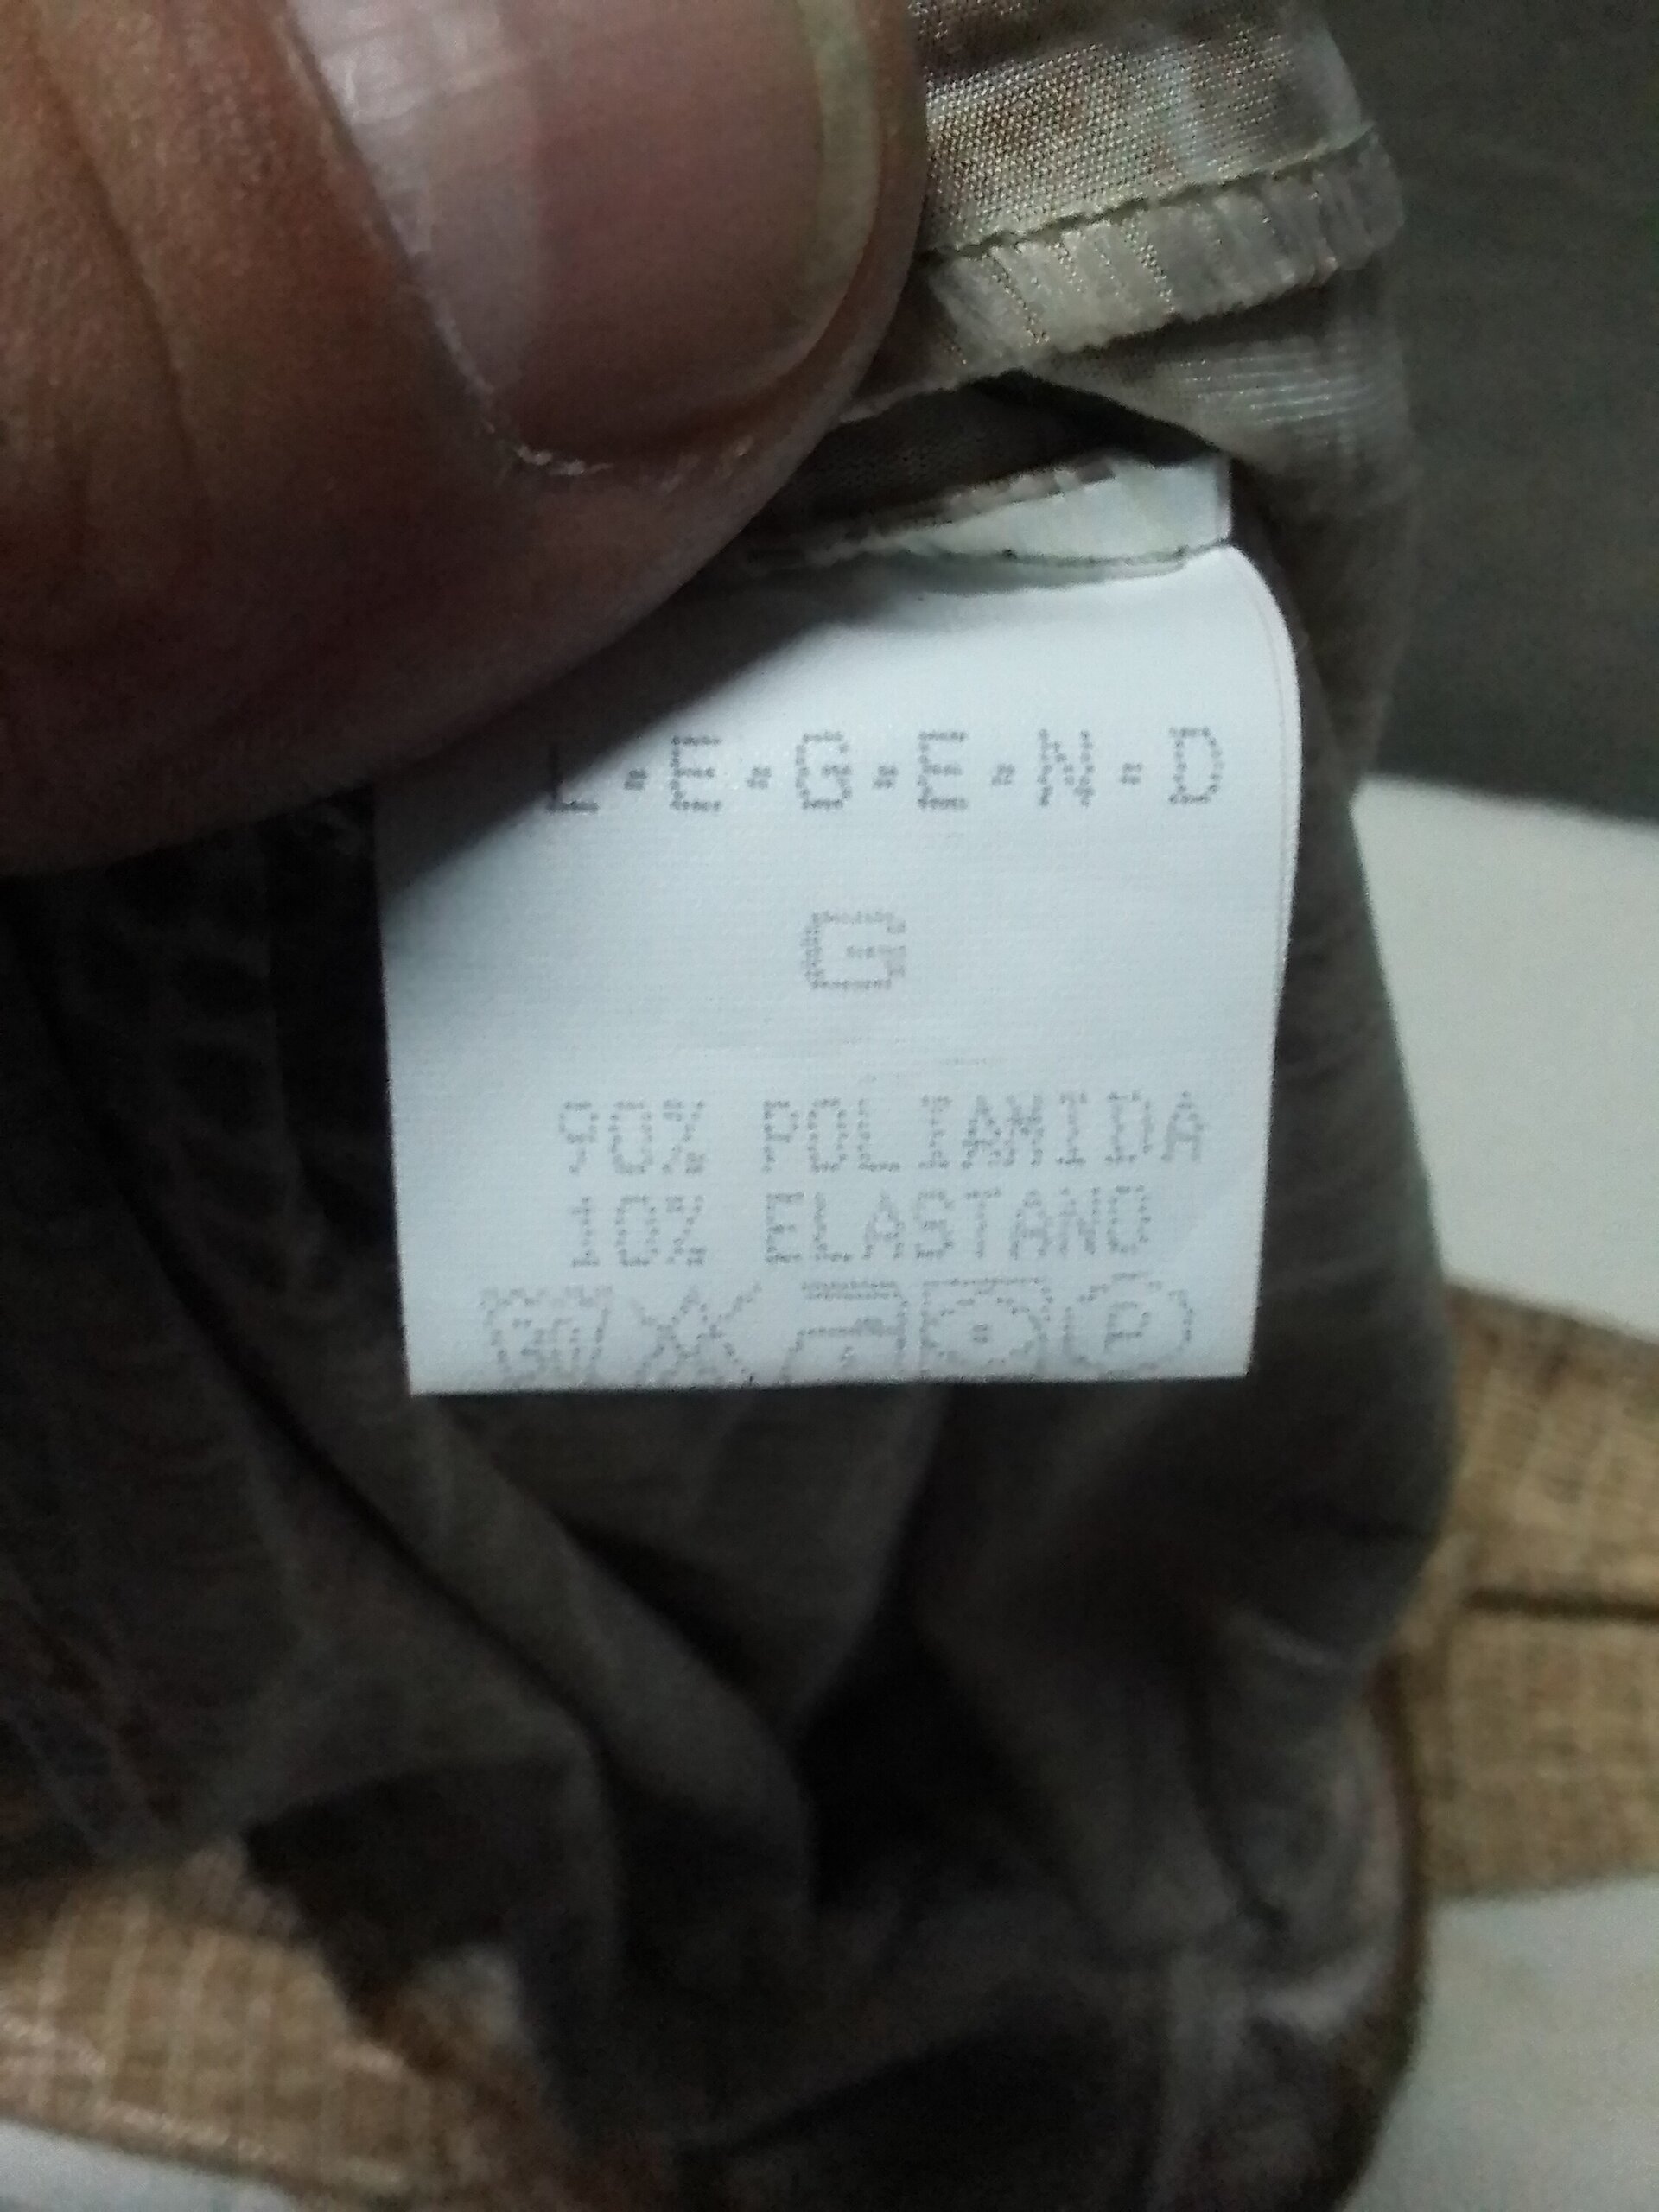 L·E·G·E·N·D
G
90% POLIAMIDA
10% ELASTANO